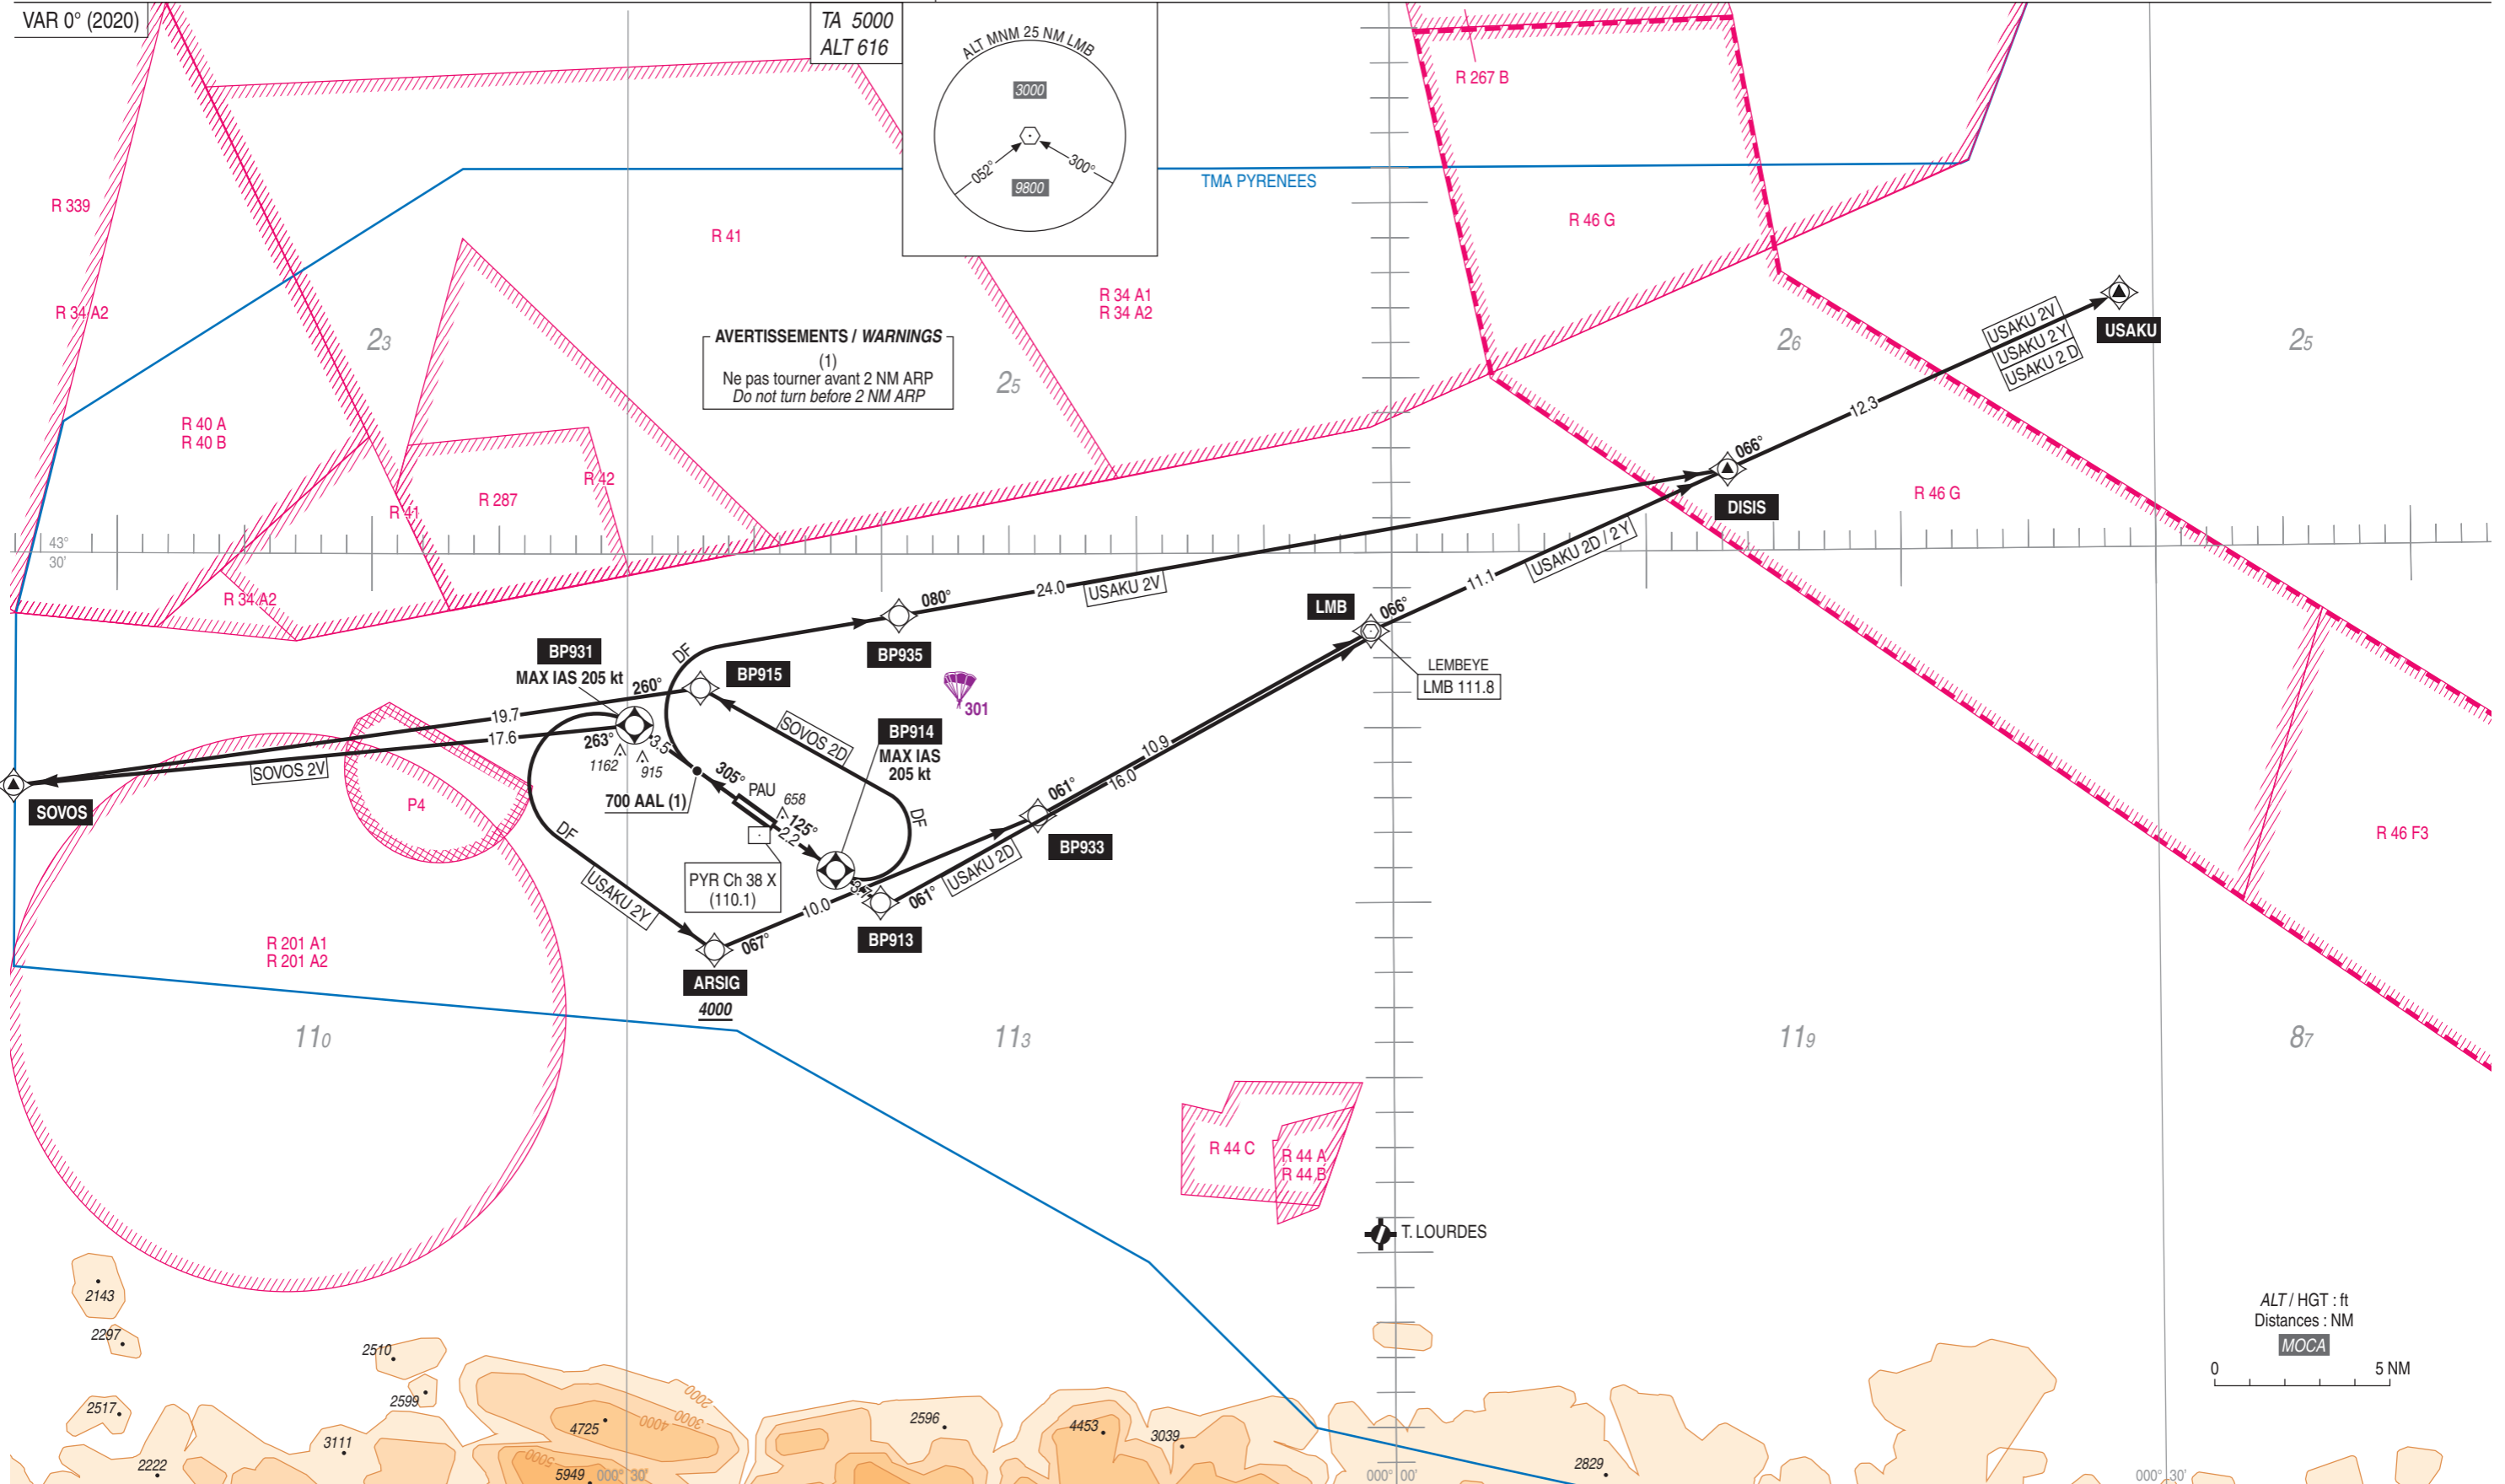 VAR 0° (2020)
TA 5000
ALT 616
ALT MNM 25 NM LMB
3000
052°
300°
9800
R 267 B
TMA PYRENEES
R 339
R 41
R 46 G
R 34 A2
R 34 A1
R 34 A2
23
AVERTISSEMENTS / WARNINGS
(1)
Ne pas tourner avant 2 NM ARP
Do not turn before 2 NM ARP
25
26
25
USAKU 2V
USAKU 2 Y
USAKU 2 D
USAKU
R 40 A
R 40 B
12.3
066°
R 42
R 287
R 41
R 46 G
DISIS
43°
30'
USAKU 2D / 2 Y
11.1
24.0
USAKU 2V
080°
R 34 A2
LMB
066°
BP931
MAX IAS 205 kt
DF
BP935
BP915
260°
LEMBEYE
LMB 111.8
301
19.7
17.6
263°
3.5
SOVOS 2D
BP914
MAX IAS
205 kt
1162
915
10.9
16.0
SOVOS 2V
305°
PAU
700 AAL (1)
658
125°
2.2
061°
SOVOS
P4
DF
DF
BP933
R 46 F3
PYR Ch 38 X
(110.1)
USAKU 2Y
3.7
USAKU 2D
061°
10.0
067°
BP913
R 201 A1
R 201 A2
ARSIG
4000
110
113
119
87
R 44 C
R 44 A
R 44 B
T. LOURDES
2143
2297
2510
2599
2517
2000
3000
4000
4725
2596
4453
3039
3111
2222
5000
5949
000° 30'
000° 00'
2829
000° 30'
ALT / HGT : ft
Distances : NM
MOCA
0 5 NM